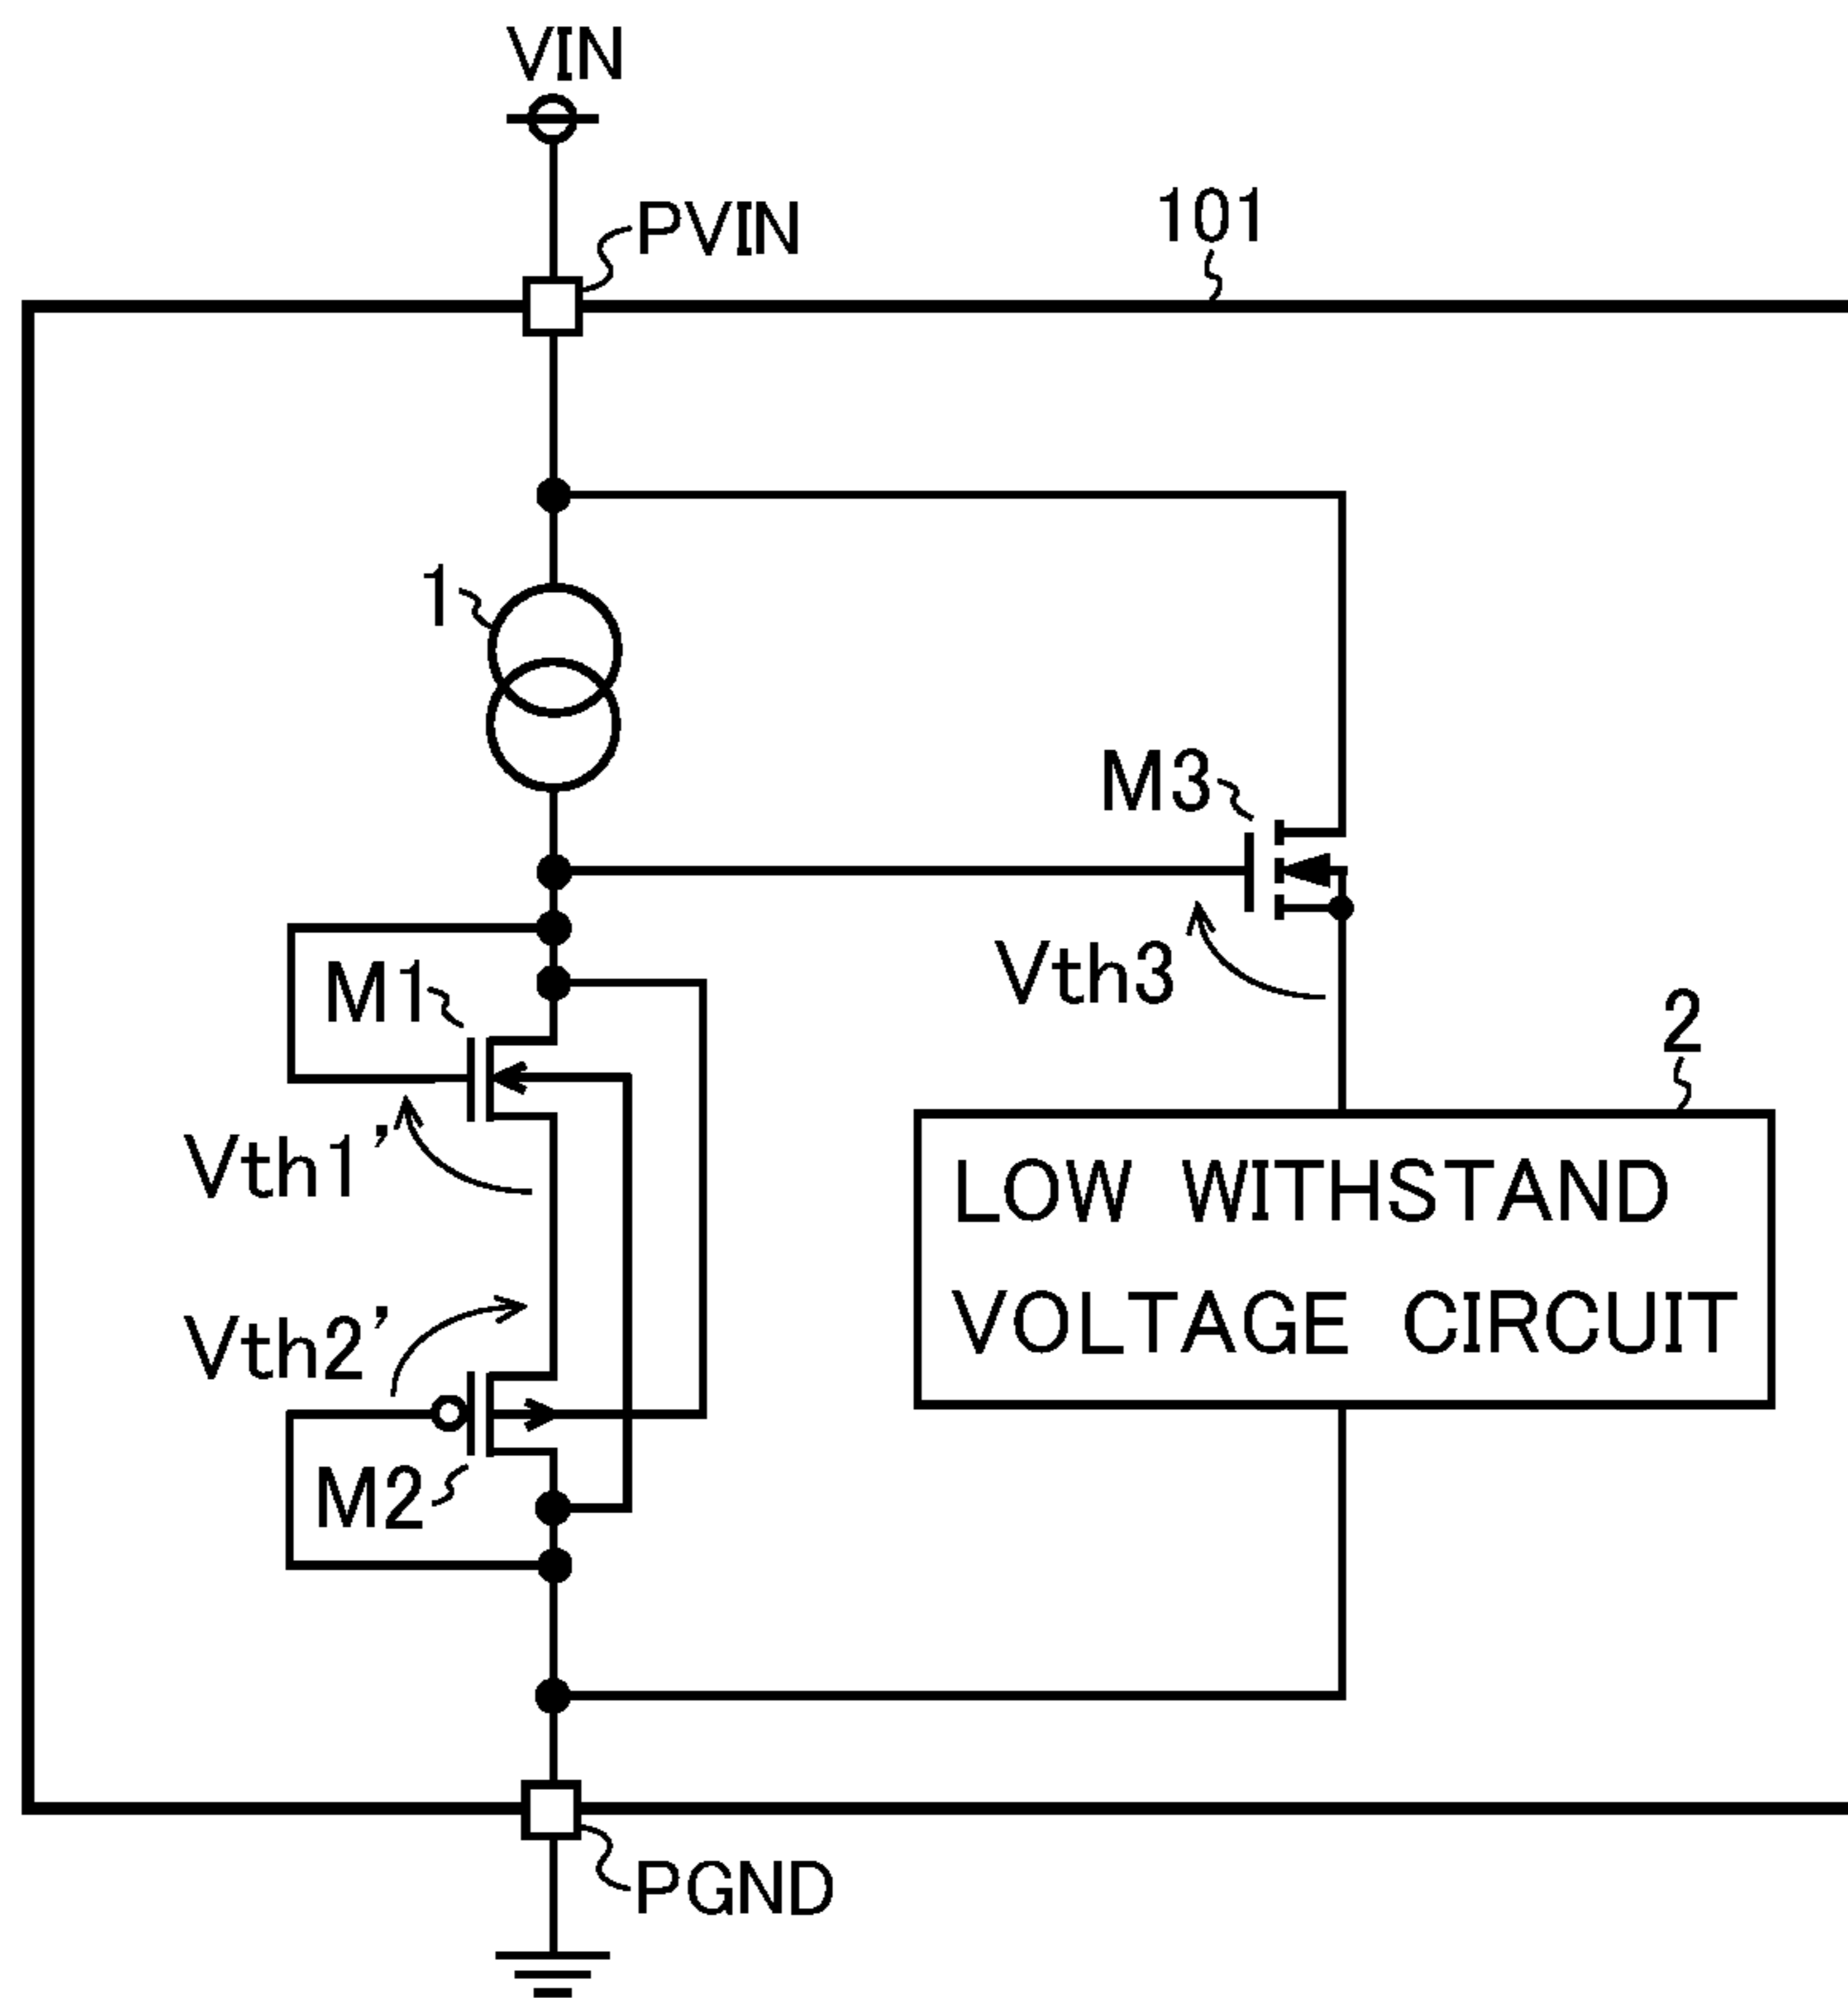 VIN
PVIN
101
1
M3
M1
Vth3
2
Vth1'
LOW WITHSTAND
VOLTAGE CIRCUIT
Vth2'
M2
PGND